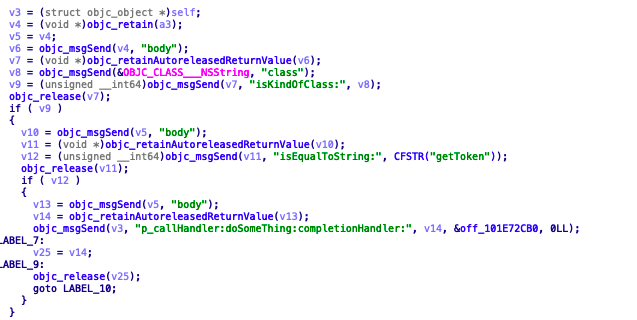 v3 = (struct objc_object *)self;
v4 = (void *)objc_retain(a3);
v5 = v4;
v6 = objc_msgSend(v4, "body");
v7 = (void *)objc_retainAutoreleasedReturnValue(v6);
v8 = objc_msgSend(&OBJC_CLASS___NSString, "class");
v9 = (unsigned __int64)objc_msgSend(v7, "isKindOfClass:", v8);
objc_release(v7);
if ( v9 )
{
v10 = objc_msgSend(v5, "body");
v11 = (void *)objc_retainAutoreleasedReturnValue(v10);
v12 = (unsigned __int64)objc_msgSend(v11, "isEqualToString:", CFSTR("getToken"));
objc_release(v11);
if ( v12 )
{
v13 = objc_msgSend(v5, "body");
v14 = objc_retainAutoreleasedReturnValue(v13);
objc_msgSend(v3, "p_callHandler:doSomeThing:completionHandler:", v14, &off_101E72CB0, 0LL);
LABEL_7:
v25 = v14;
LABEL_9:
objc_release(v25);
goto LABEL_10;
}
}